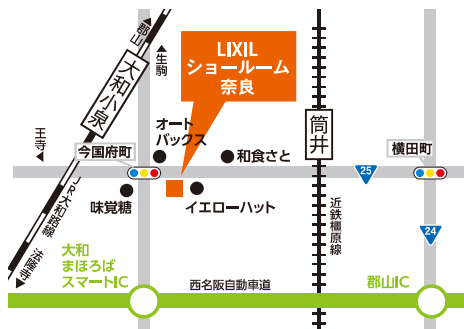 郡山
生駒
LIXIL
ショールーム
奈良
大和小泉
オート
バックス
和食さと
筒井
横田町
王寺
今国府町
25
味覚糖
イエローハット
JR大和路線
近鉄橿原線
24
法隆寺
大和
まほろば
スマートIC
西名阪自動車道
郡山IC